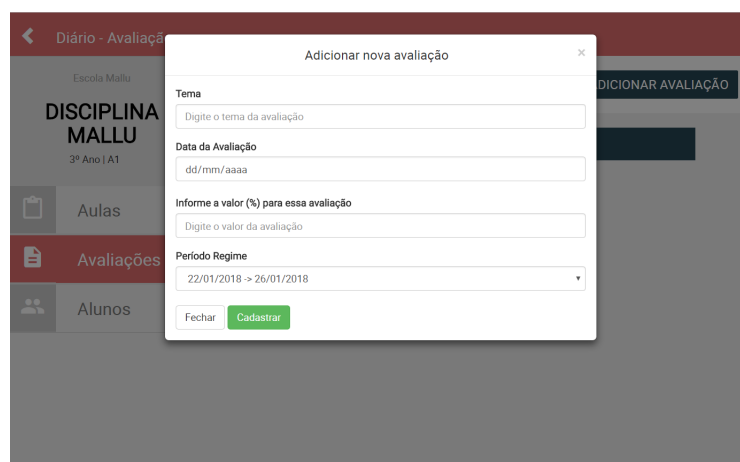 Diário - Avaliaçã
Escola Mallu
DISCIPLINA
MALLU
3º Ano | A1
Aulas
Avaliações
Alunos
DICIONAR AVALIAÇÃO
Adicionar nova avaliação ×
Tema
Digite o tema da avaliação
Data da Avaliação
dd/mm/aaaa
Informe a valor (%) para essa avaliação
Digite o valor da avaliação
Período Regime
22/01/2018 -> 26/01/2018
Fechar Cadastrar